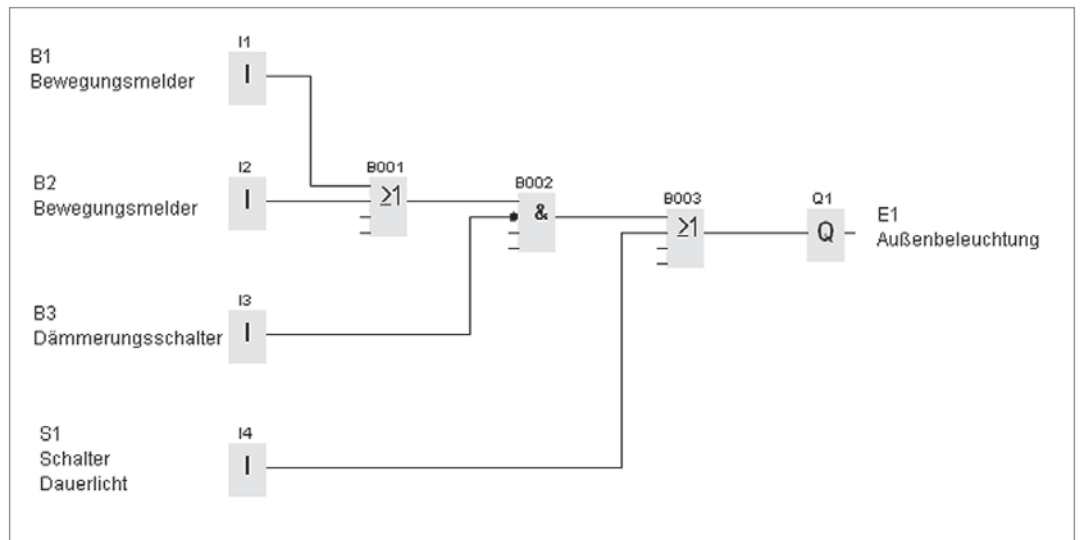 B1
Bewegungsmelder
I1
I
B2
Bewegungsmelder
I2
I
B001
≥1
B002
&
B003
≥1
Q1
Q
E1
Außenbeleuchtung
B3
Dämmerungsschalter
I3
I
S1
Schalter
Dauerlicht
I4
I